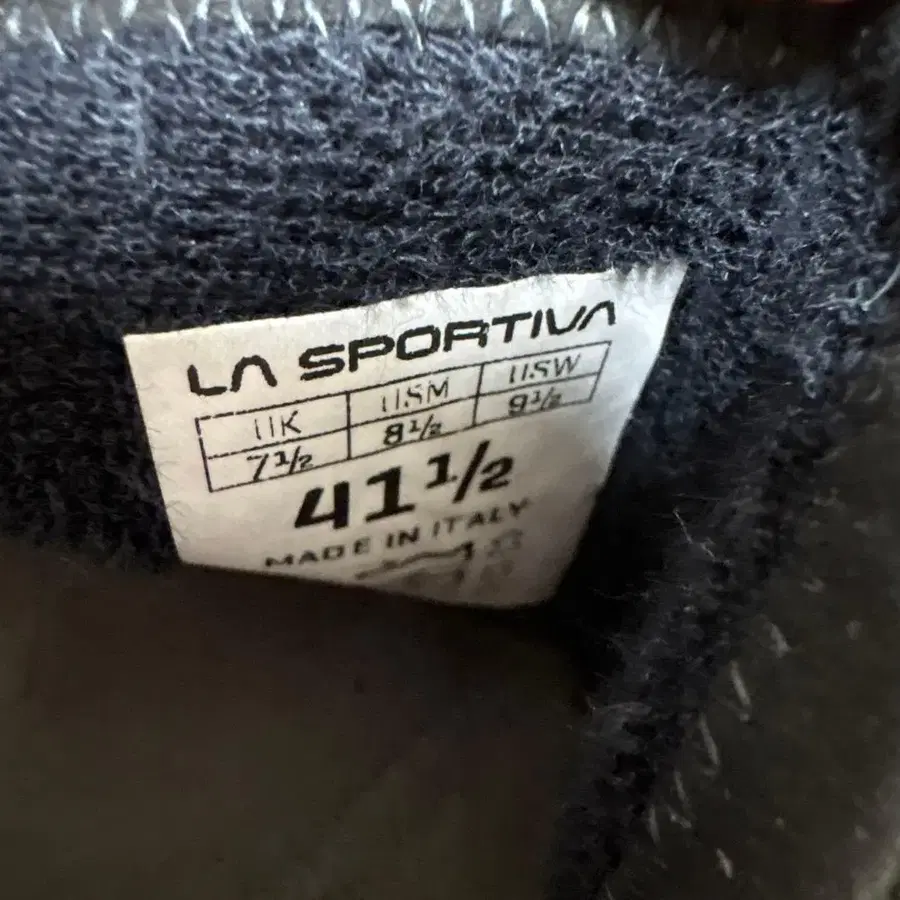 LA SPORTIVA
UK USM USW
7½ 8½ 9½
41½
MADE IN ITALY